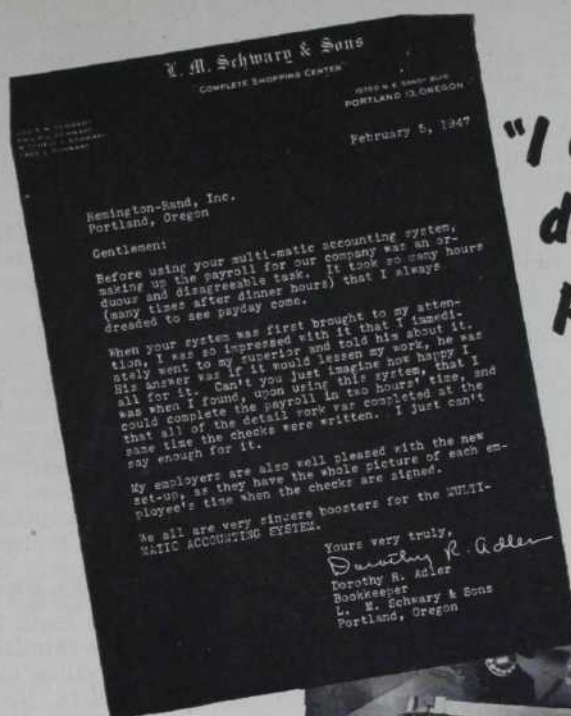 L. M. Schwary & Sons
"COMPLETE SHOPPING CENTER"
PORTLAND 13, OREGON
February 5, 1947
Remington-Rand, Inc.
Portland, Oregon
Gentlemen:
Before using your multi-matic accounting system,
making up the payroll for our company was an or-
duous and disagreeable task. It took so many hours
(many times after dinner hours) that I always
dreaded to see payday come.
When your system was first brought to my atten-
tion, I was so impressed with it that I immedi-
ately went to my superior and told him about it.
His answer was if it would lessen my work, he was
all for it. Can't you just imagine how happy I
was when I found, upon using this system, that I
could complete the payroll in two hours' time, and
that all of the detail work was completed at the
same time the checks were written. I just can't
say enough for it.
My employers are also well pleased with the new
set-up, as they have the whole picture of each em-
ployee's time when the checks are signed.
We all are very sincere boosters for the MULTI-
MATIC ACCOUNTING SYSTEM.
Yours very truly,
Dorothy R. Adler
Dorothy R. Adler
Bookkeeper
L. M. Schwary & Sons
Portland, Oregon
"I
d